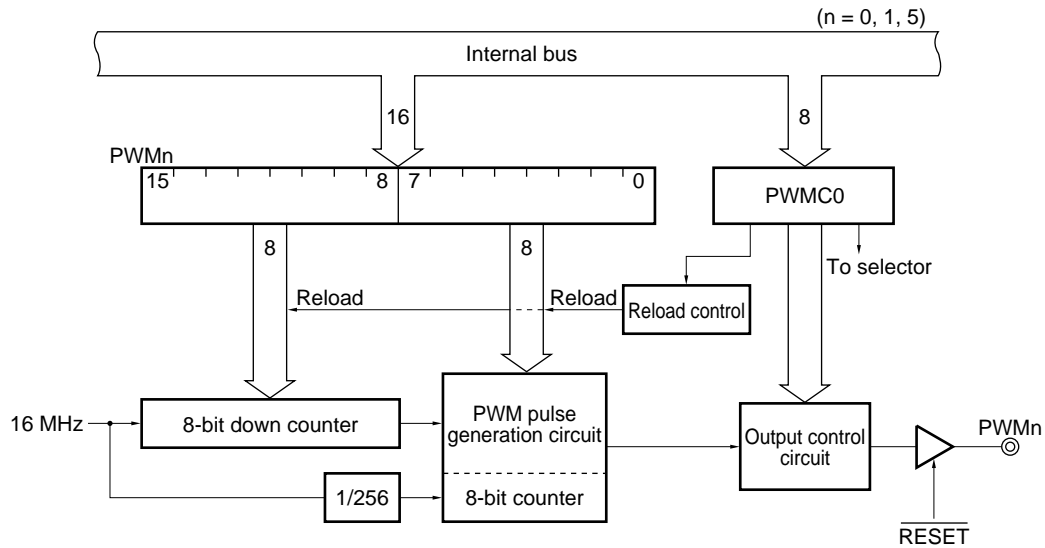 (n = 0, 1, 5)
Internal bus
16
8
PWMn
15
8
7
0
PWMC0
8
8
To selector
Reload
Reload
Reload control
16 MHz
8-bit down counter
PWM pulse
generation circuit
Output control
circuit
PWMn
1/256
8-bit counter
RESET